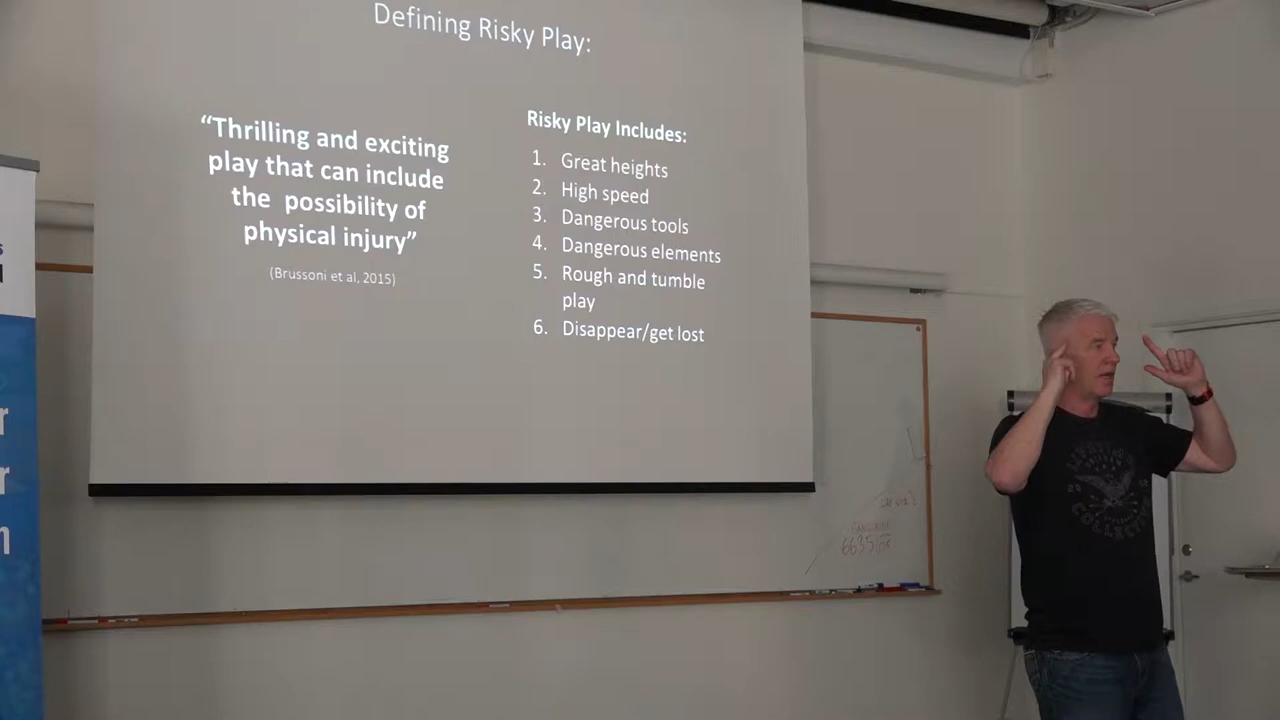 Defining Risky Play:
“Thrilling and exciting
play that can include
the possibility of
physical injury”
(Brussoni et al, 2015)
Risky Play Includes:
1. Great heights
2. High speed
3. Dangerous tools
4. Dangerous elements
5. Rough and tumble
play
6. Disappear/get lost
s
r
r
n
COLLECTIVE